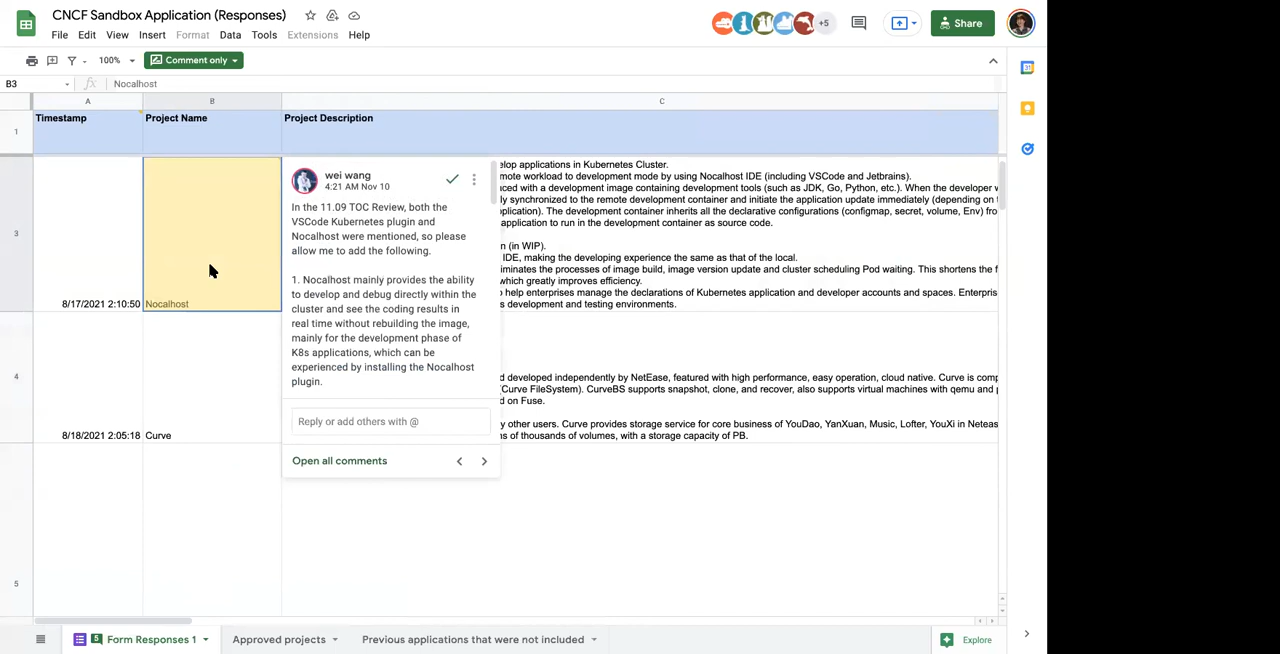 CNCF Sandbox Application (Responses)
+5
Share
File Edit View Insert Format Data Tools Extensions Help
100% Comment only
B3 fx Nocalhost
A B C
1 Timestamp Project Name Project Description
wei wang
4:21 AM Nov 10
In the 11.09 TOC Review, both the
VSCode Kubernetes plugin and
Nocalhost were mentioned, so please
allow me to add the following.
1. Nocalhost mainly provides the ability
to develop and debug directly within the
cluster and see the coding results in
real time without rebuilding the image,
mainly for the development phase of
K8s applications, which can be
experienced by installing the Nocalhost
plugin.
Reply or add others with @
Open all comments
elop applications in Kubernetes Cluster.
mote workload to development mode by using Nocalhost IDE (including VSCode and Jetbrains).
ced with a development image containing development tools (such as JDK, Go, Python, etc.). When the developer w
ly synchronized to the remote development container and initiate the application update immediately (depending on t
plication). The development container inherits all the declarative configurations (configmap, secret, volume, Env) fro
application to run in the development container as source code.
n (in WIP).
IDE, making the developing experience the same as that of the local.
iminates the processes of image build, image version update and cluster scheduling Pod waiting. This shortens the f
which greatly improves efficiency.
o help enterprises manage the declarations of Kubernetes application and developer accounts and spaces. Enterpris
s development and testing environments.
3 8/17/2021 2:10:50 Nocalhost
d developed independently by NetEase, featured with high performance, easy operation, cloud native. Curve is comp
(Curve FileSystem). CurveBS supports snapshot, clone, and recover, also supports virtual machines with qemu and p
d on Fuse.
y other users. Curve provides storage service for core business of YouDao, YanXuan, Music, Lofter, YouXi in Neteas
s of thousands of volumes, with a storage capacity of PB.
4 8/18/2021 2:05:18 Curve
5
5 Form Responses 1 Approved projects Previous applications that were not included Explore
31